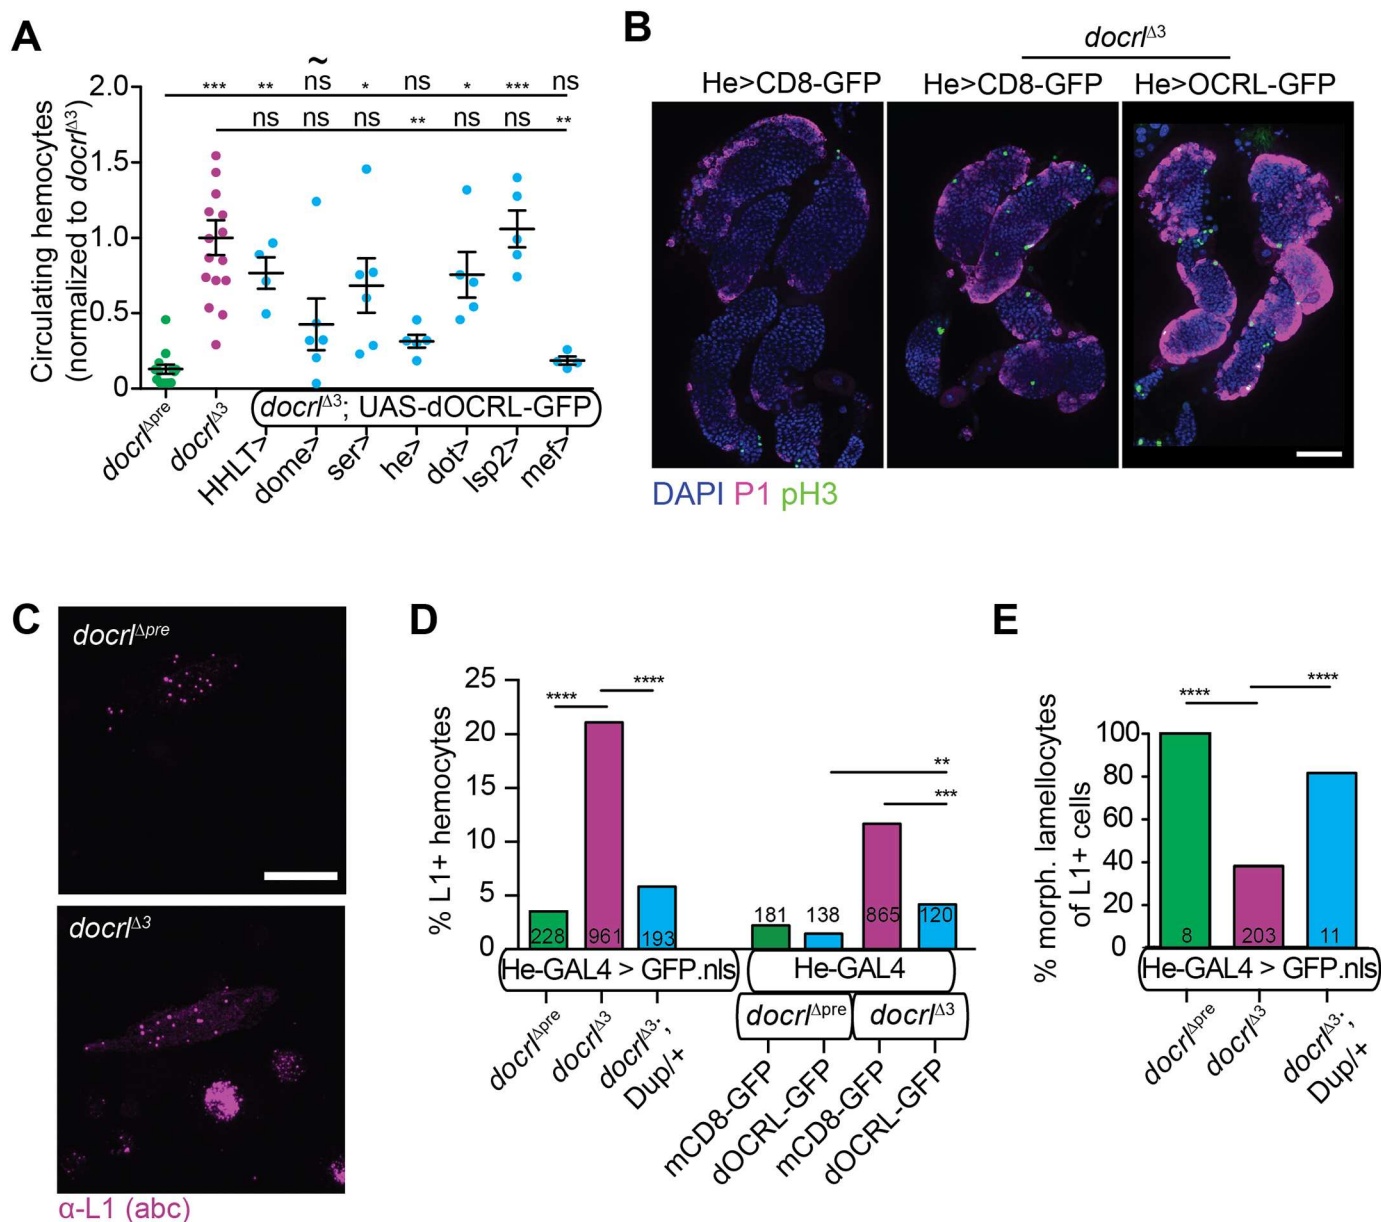 A
Circulating hemocytes
(normalized to docrlΔ3)
2.0
1.5
1.0
0.5
0
~
*** ** ns * ns * *** ns
ns ns ns ** ns ns **
docrlΔ3; UAS-dOCRL-GFP
docrlΔpre
docrlΔ3
HHLT>
dome>
ser>
he>
dot>
lsp2>
mef>
B
docrlΔ3
He>CD8-GFP He>CD8-GFP He>OCRL-GFP
DAPI P1 pH3
C
docrlΔpre
docrlΔ3
α-L1 (abc)
D
% L1+ hemocytes
25
20
15
10
5
0
**** ****
**
***
228 961 193 181 138 865 120
He-GAL4 > GFP.nls He-GAL4
docrlΔpre docrlΔ3
docrlΔpre
docrlΔ3
docrlΔ3;
Dup/+
mCD8-GFP
dOCRL-GFP
mCD8-GFP
dOCRL-GFP
E
% morph. lamellocytes
of L1+ cells
100
80
60
40
20
0
**** ****
8 203 11
He-GAL4 > GFP.nls
docrlΔpre
docrlΔ3
docrlΔ3;
Dup/+